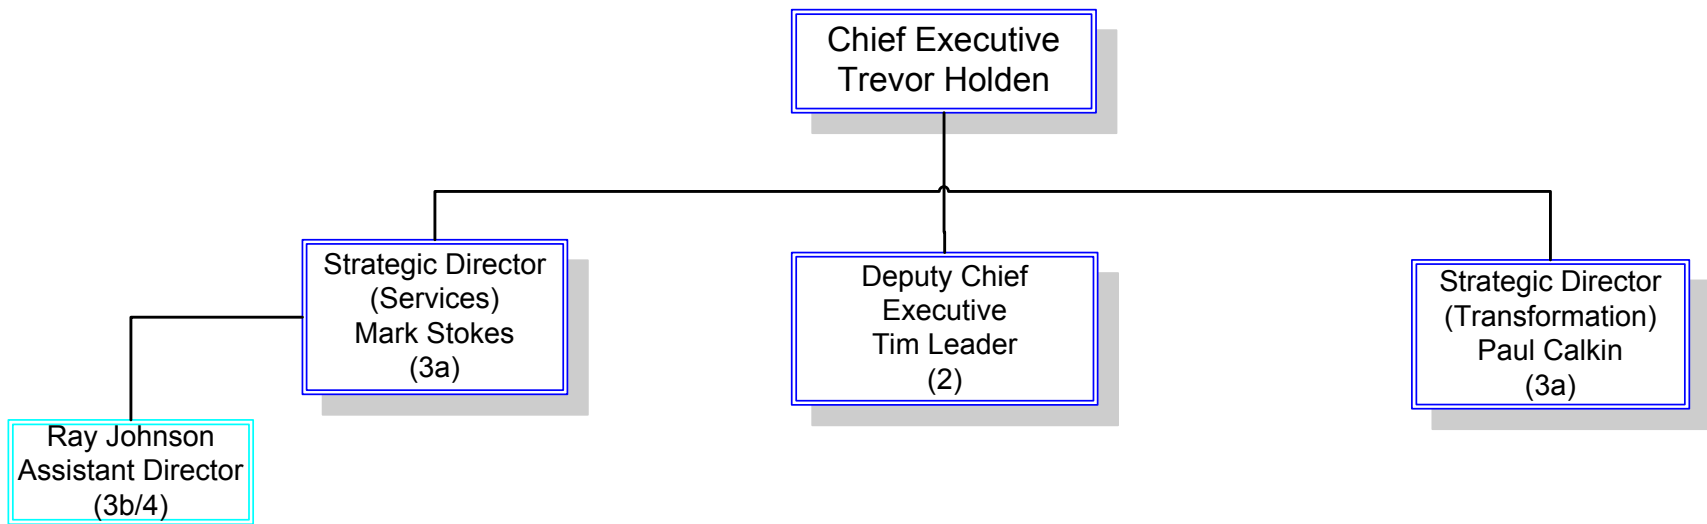 Chief Executive
Trevor Holden
Strategic Director
(Services)
Mark Stokes
(3a)
Deputy Chief
Executive
Tim Leader
(2)
Strategic Director
(Transformation)
Paul Calkin
(3a)
Ray Johnson
Assistant Director
(3b/4)